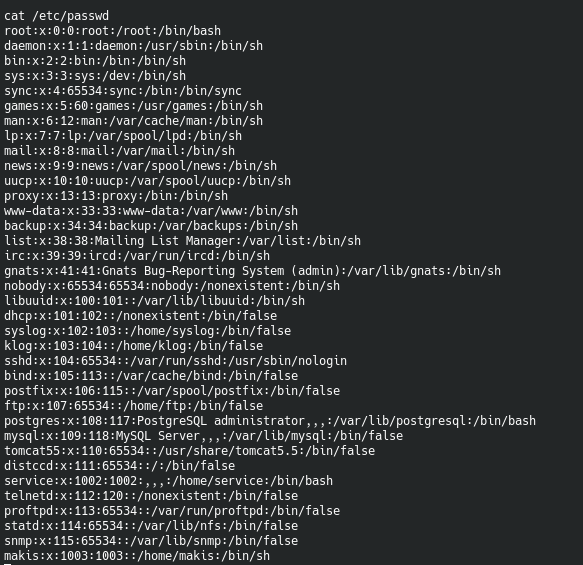 cat /etc/passwd
root:x:0:0:root:/root:/bin/bash
daemon:x:1:1:daemon:/usr/sbin:/bin/sh
bin:x:2:2:bin:/bin:/bin/sh
sys:x:3:3:sys:/dev:/bin/sh
sync:x:4:65534:sync:/bin:/bin/sync
games:x:5:60:games:/usr/games:/bin/sh
man:x:6:12:man:/var/cache/man:/bin/sh
lp:x:7:7:lp:/var/spool/lpd:/bin/sh
mail:x:8:8:mail:/var/mail:/bin/sh
news:x:9:9:news:/var/spool/news:/bin/sh
uucp:x:10:10:uucp:/var/spool/uucp:/bin/sh
proxy:x:13:13:proxy:/bin:/bin/sh
www-data:x:33:33:www-data:/var/www:/bin/sh
backup:x:34:34:backup:/var/backups:/bin/sh
list:x:38:38:Mailing List Manager:/var/list:/bin/sh
irc:x:39:39:ircd:/var/run/ircd:/bin/sh
gnats:x:41:41:Gnats Bug-Reporting System (admin):/var/lib/gnats:/bin/sh
nobody:x:65534:65534:nobody:/nonexistent:/bin/sh
libuuid:x:100:101::/var/lib/libuuid:/bin/sh
dhcp:x:101:102::/nonexistent:/bin/false
syslog:x:102:103::/home/syslog:/bin/false
klog:x:103:104::/home/klog:/bin/false
sshd:x:104:65534::/var/run/sshd:/usr/sbin/nologin
bind:x:105:113::/var/cache/bind:/bin/false
postfix:x:106:115::/var/spool/postfix:/bin/false
ftp:x:107:65534::/home/ftp:/bin/false
postgres:x:108:117:PostgreSQL administrator,,,:/var/lib/postgresql:/bin/bash
mysql:x:109:118:MySQL Server,,,:/var/lib/mysql:/bin/false
tomcat55:x:110:65534::/usr/share/tomcat5.5:/bin/false
distccd:x:111:65534::/:/bin/false
service:x:1002:1002:,,,:/home/service:/bin/bash
telnetd:x:112:120::/nonexistent:/bin/false
proftpd:x:113:65534::/var/run/proftpd:/bin/false
statd:x:114:65534::/var/lib/nfs:/bin/false
snmp:x:115:65534::/var/lib/snmp:/bin/false
makis:x:1003:1003::/home/makis:/bin/sh